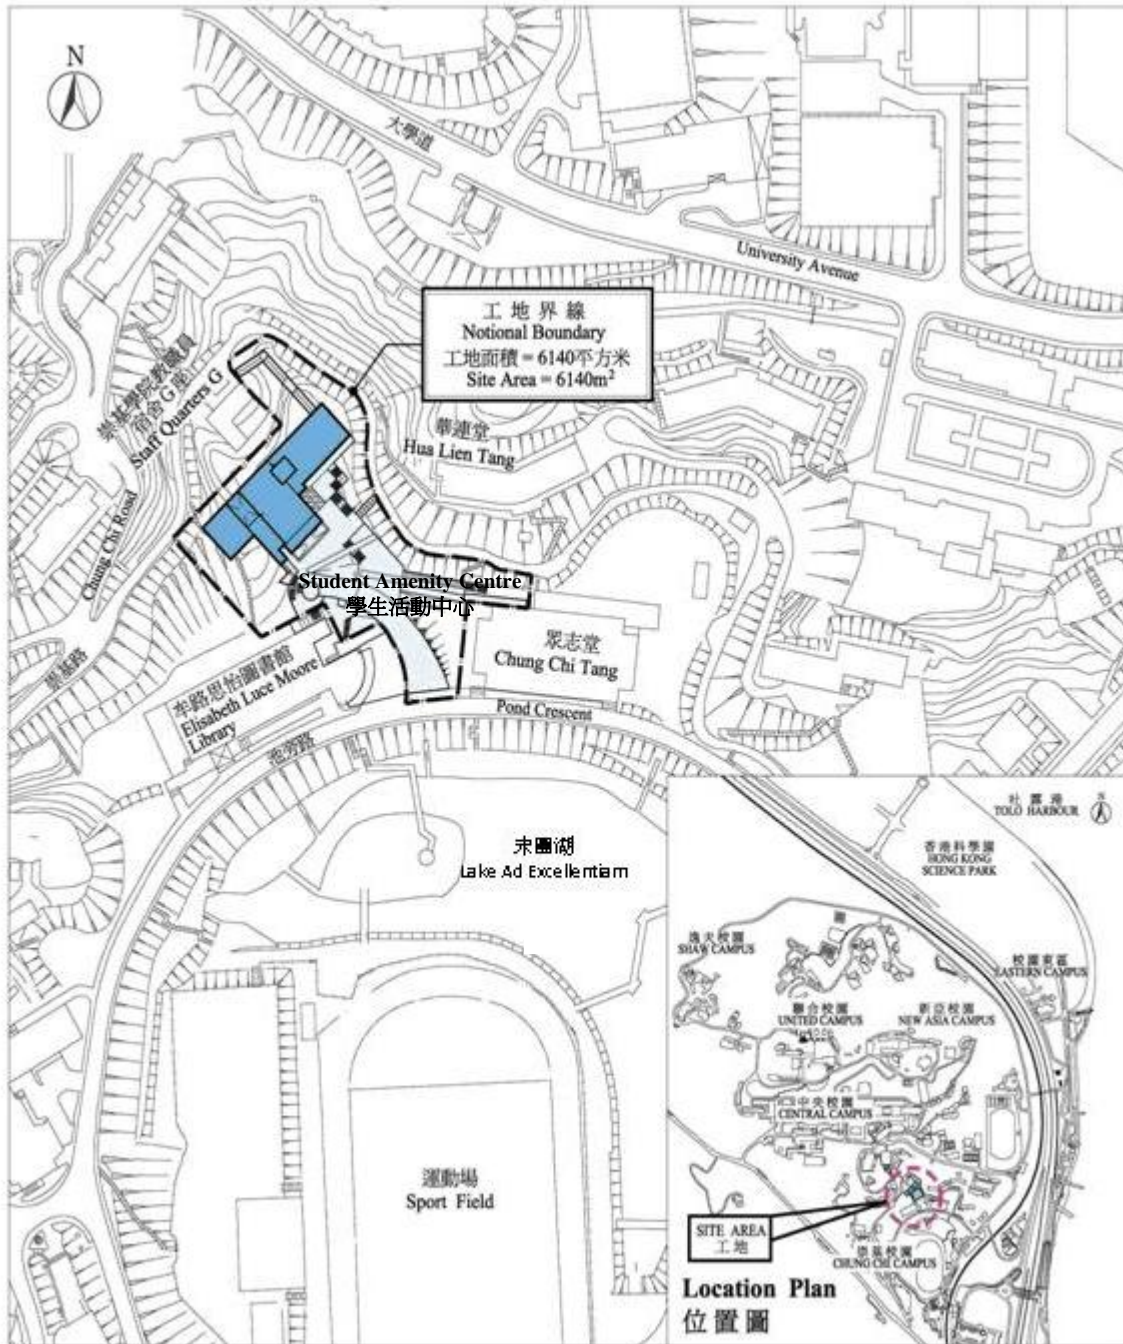 N
大學道
University Avenue
工地界線
Notional Boundary
工地面積 = 6140平方米
Site Area = 6140m²
崇基學院教職員
宿舍G座
Staff Quarters G
華連堂
Hua Lien Tang
Chung Chi Road
崇基路
Student Amenity Centre
學生活動中心
眾志堂
Chung Chi Tang
牟路思怡圖書館
Elisabeth Luce Moore
Library
Pond Crescent
池旁路
未圓湖
Lake Ad Excellentiam
運動場
Sport Field
吐露港
TOLO HARBOUR
N
香港科學園
HONG KONG
SCIENCE PARK
逸夫校園
SHAW CAMPUS
校園東區
EASTERN CAMPUS
聯合校園
UNITED CAMPUS
新亞校園
NEW ASIA CAMPUS
中央校園
CENTRAL CAMPUS
SITE AREA
工地
崇基校園
CHUNG CHI CAMPUS
Location Plan
位置圖